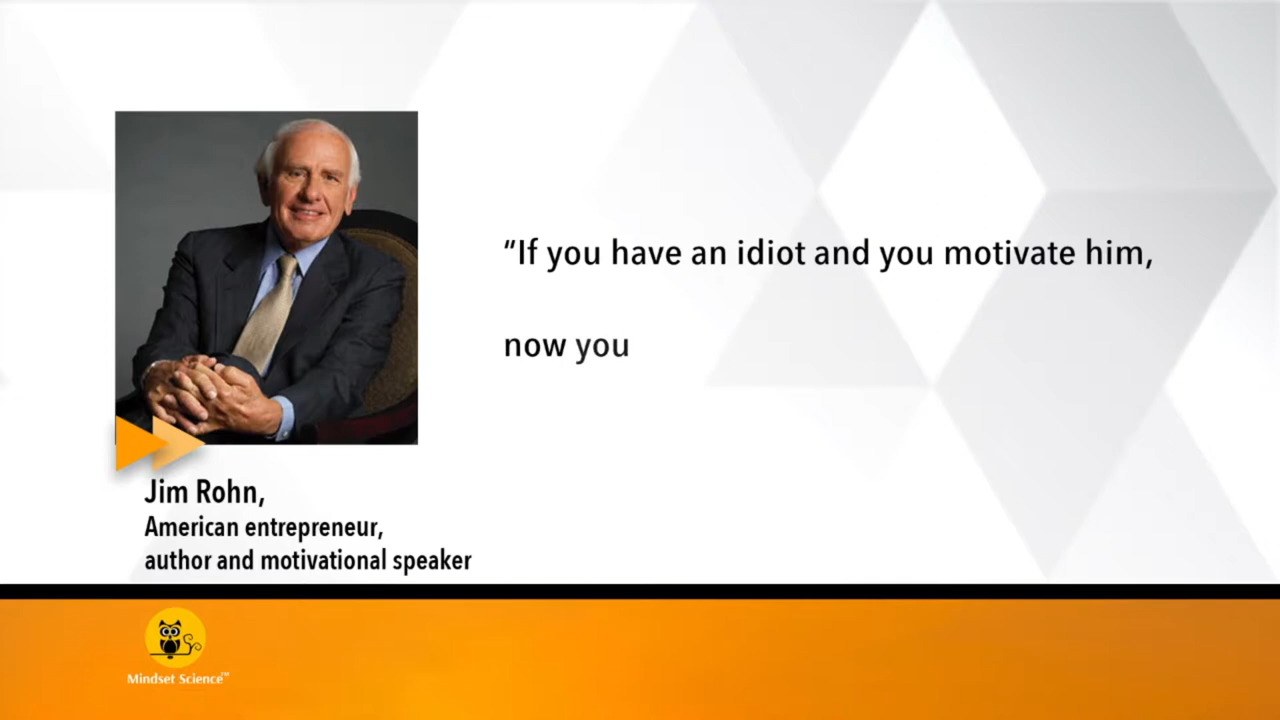 “If you have an idiot and you motivate him,
now you
Jim Rohn,
American entrepreneur,
author and motivational speaker
Mindset Science™